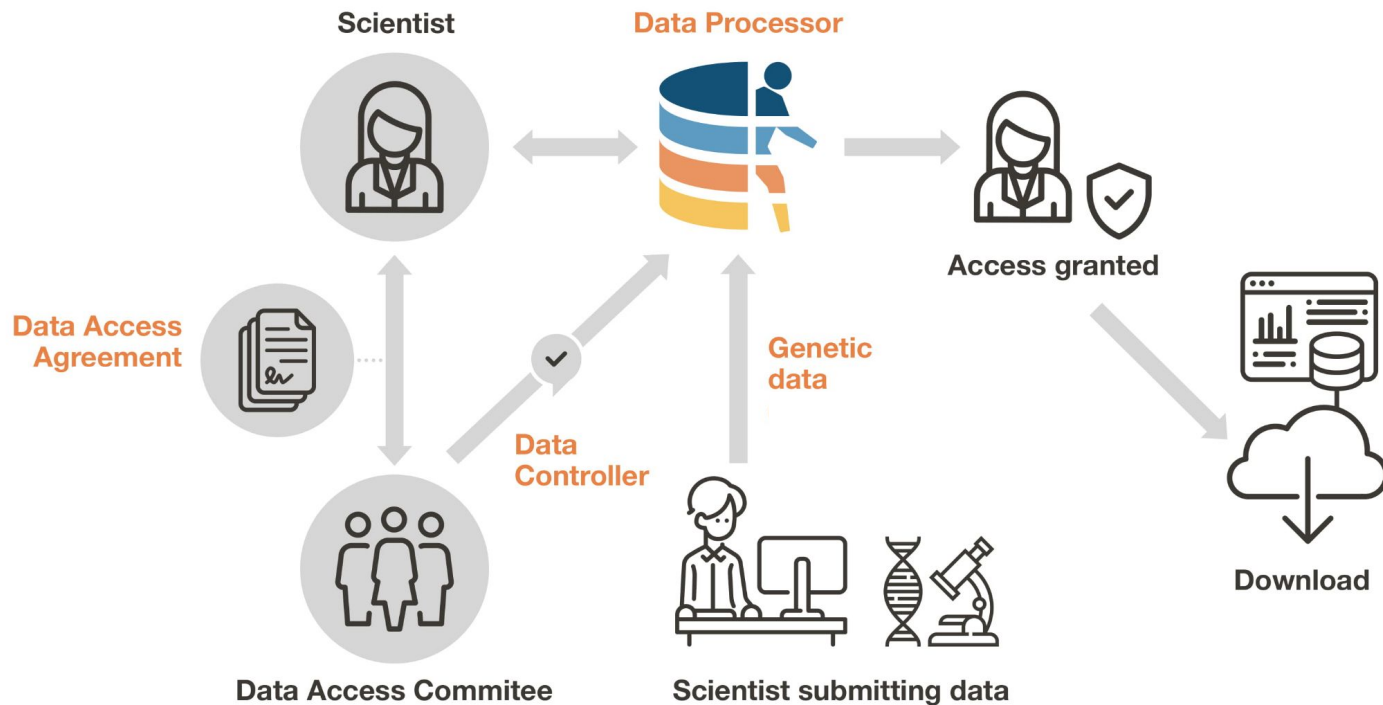 Scientist
Data Processor
Access granted
Data Access
Agreement
Genetic
data
Data
Controller
Download
Data Access Commitee
Scientist submitting data